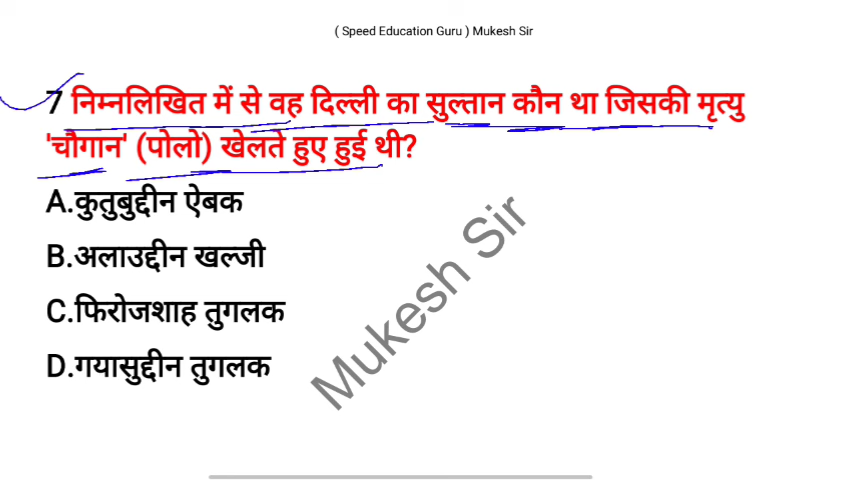 ( Speed Education Guru ) Mukesh Sir
7 निम्नलिखित में से वह दिल्ली का सुल्तान कौन था जिसकी मृत्यु
'चौगान' (पोलो) खेलते हुए हुई थी?
A.कुतुबुद्दीन ऐबक
B.अलाउद्दीन खल्जी
C.फिरोजशाह तुगलक
D.गयासुद्दीन तुगलक
Mukesh Sir